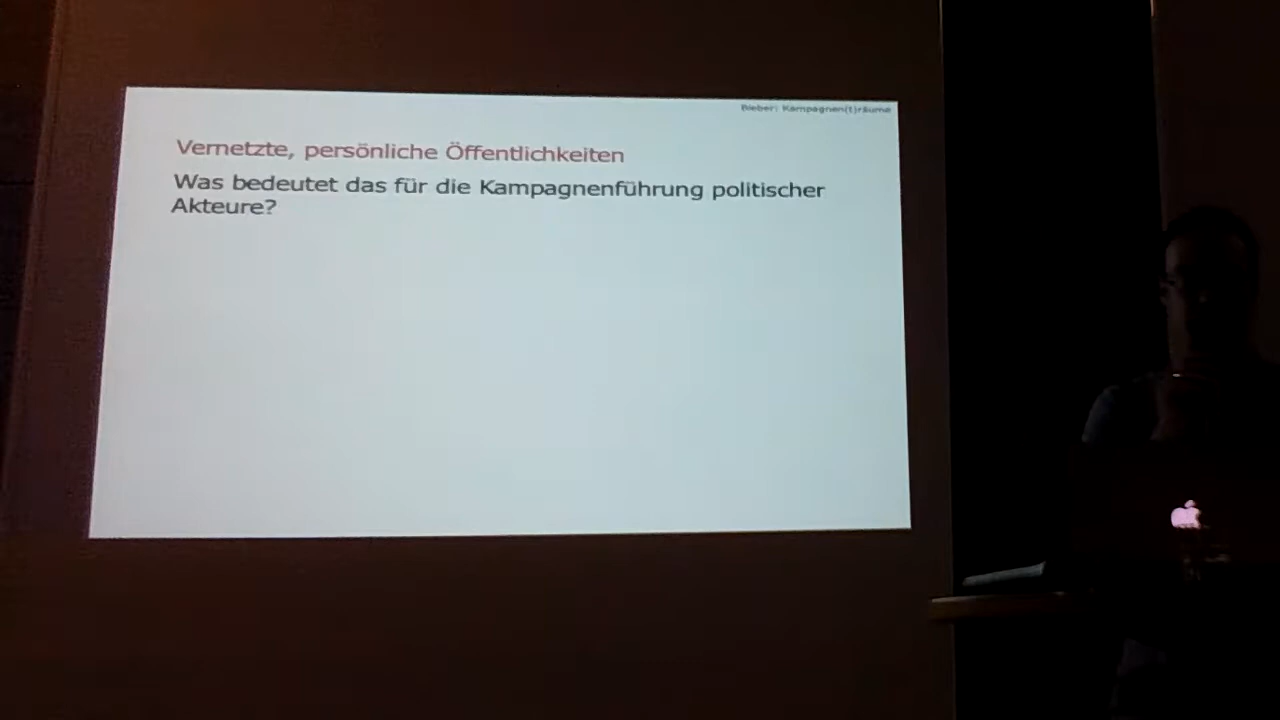 Bieber: Kampagnen(t)räume
Vernetzte, persönliche Öffentlichkeiten
Was bedeutet das für die Kampagnenführung politischer
Akteure?